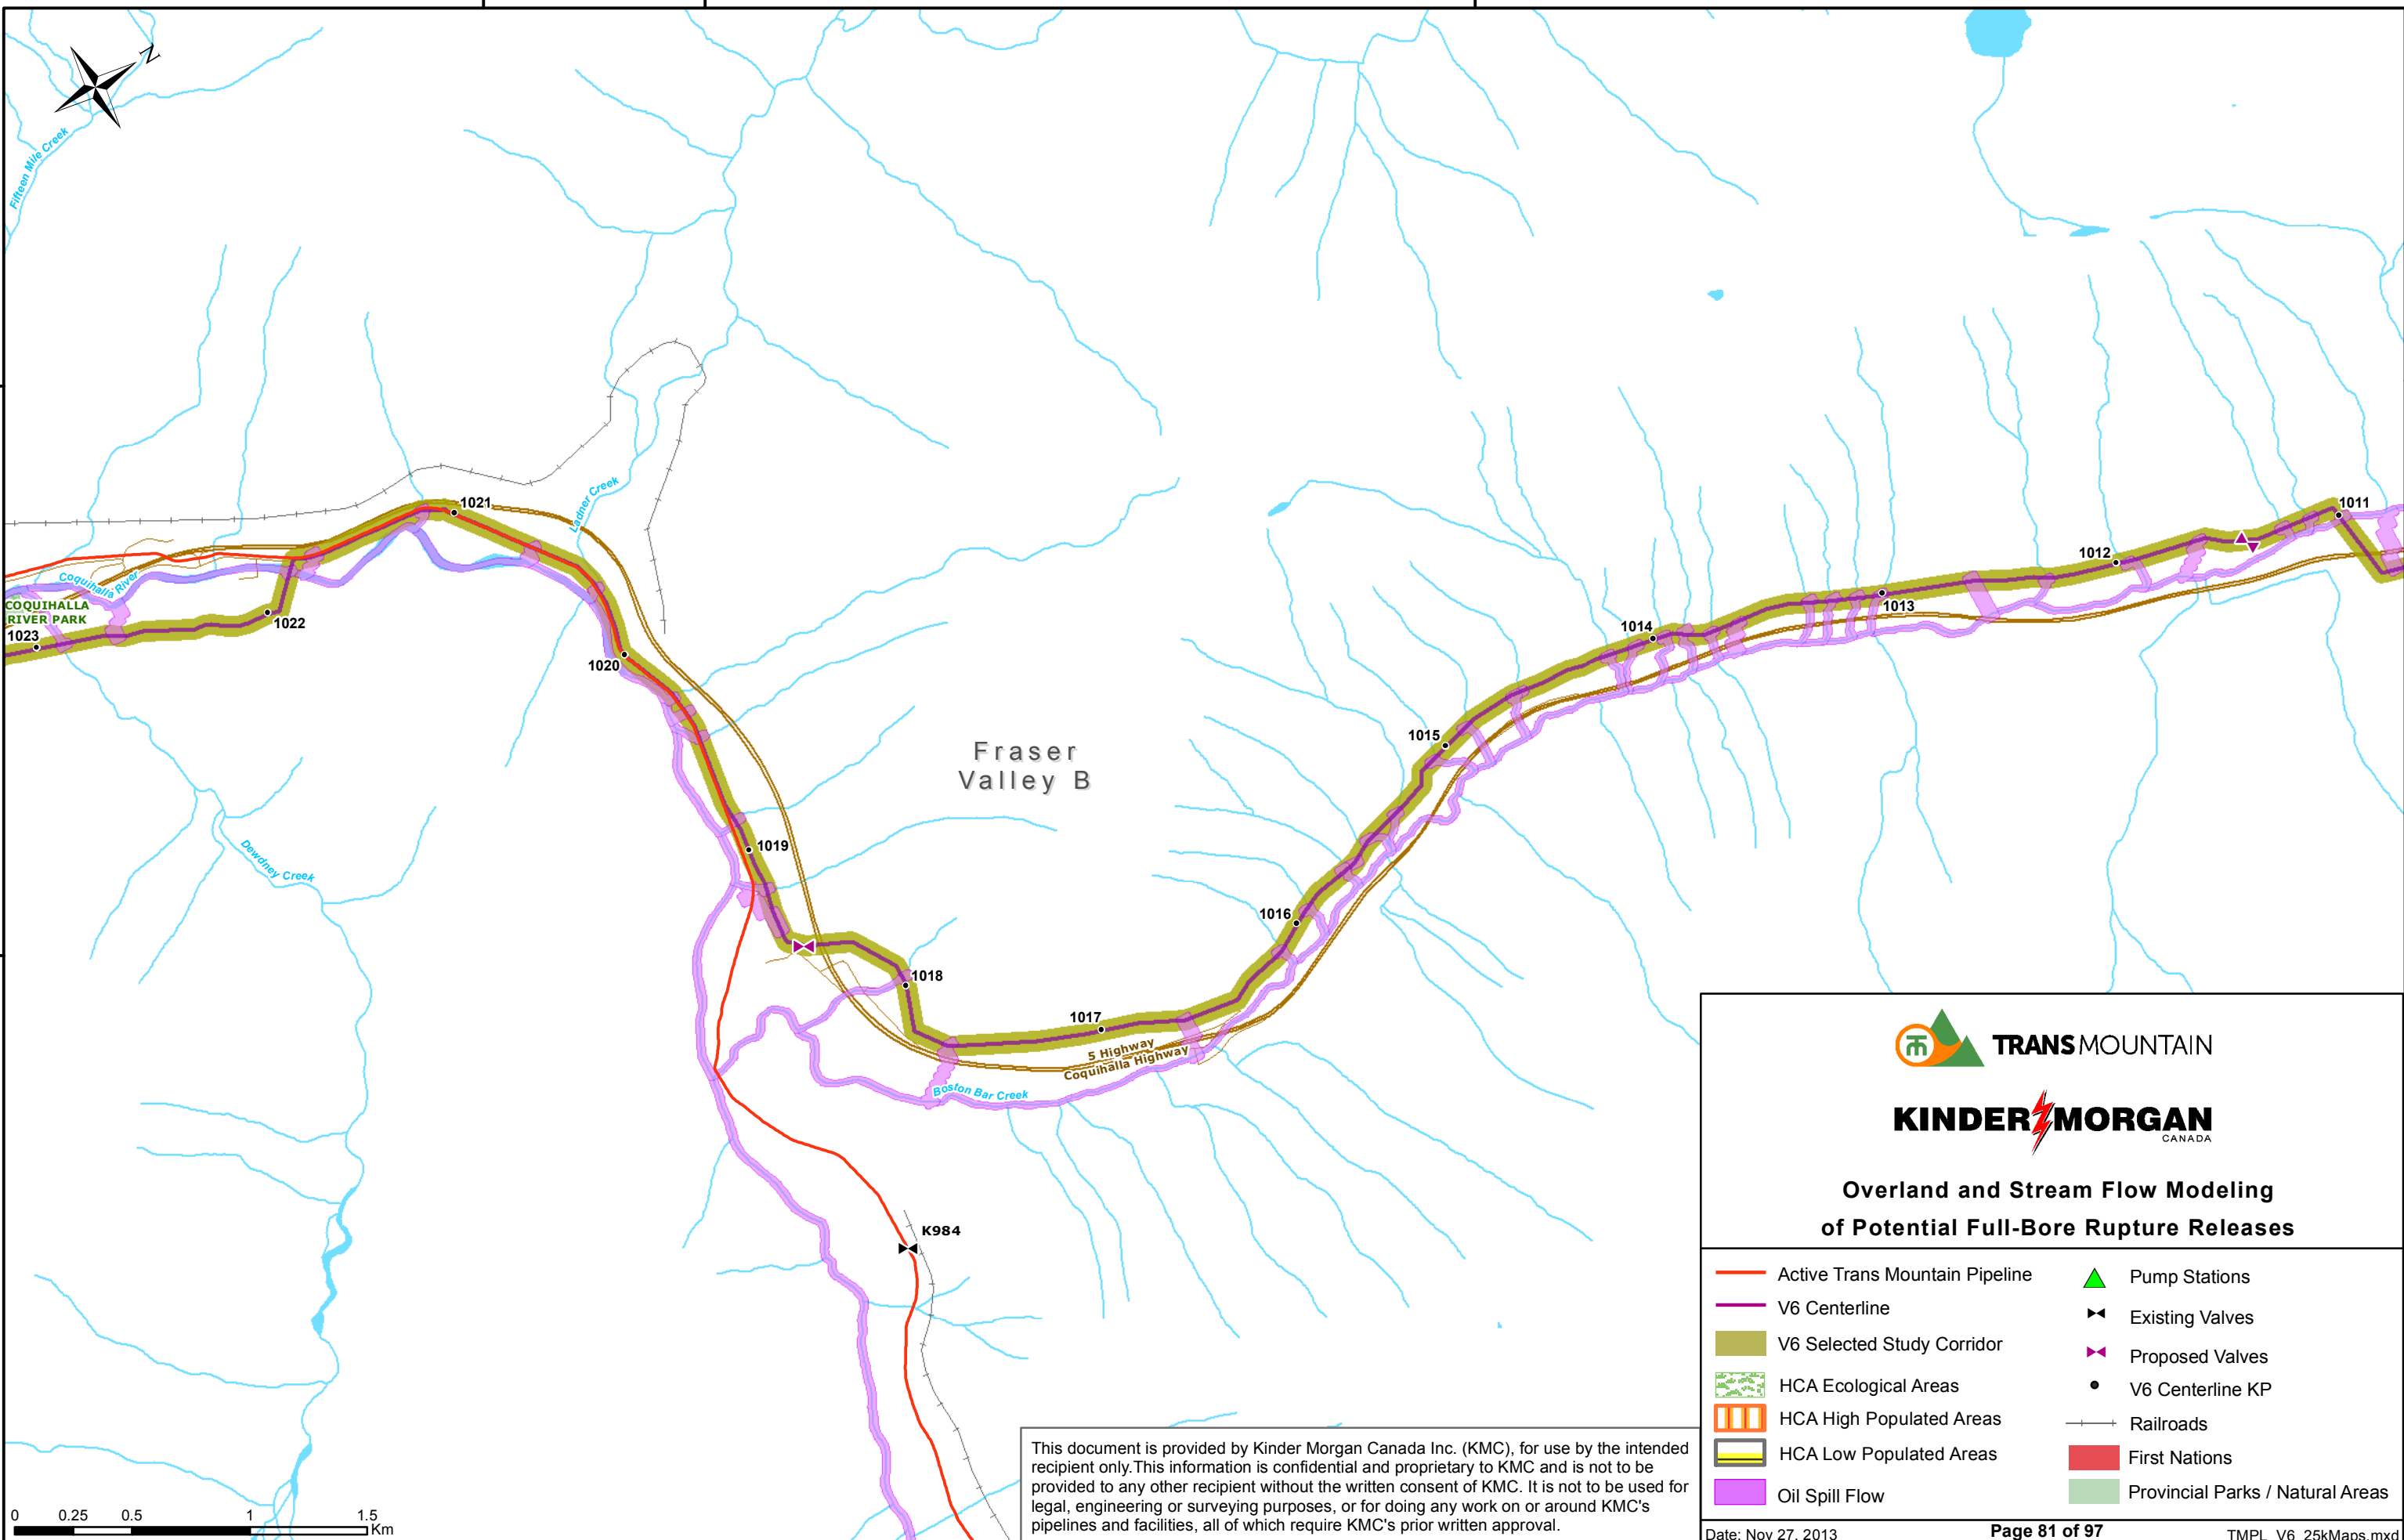 N
Fifteen Mile Creek
1021
Ladner Creek
1011
1012
Coquihalla River
COQUIHALLA
RIVER PARK
1022
1023
1013
1014
1020
1015
Fraser
Valley B
1019
Dewdney Creek
1016
1018
1017
5 Highway
Coquihalla Highway
Boston Bar Creek
K984
TRANSMOUNTAIN
KINDER MORGAN
CANADA
Overland and Stream Flow Modeling
of Potential Full-Bore Rupture Releases
Active Trans Mountain Pipeline
V6 Centerline
V6 Selected Study Corridor
HCA Ecological Areas
HCA High Populated Areas
HCA Low Populated Areas
Oil Spill Flow
Pump Stations
Existing Valves
Proposed Valves
V6 Centerline KP
Railroads
First Nations
Provincial Parks / Natural Areas
This document is provided by Kinder Morgan Canada Inc. (KMC), for use by the intended
recipient only.This information is confidential and proprietary to KMC and is not to be
provided to any other recipient without the written consent of KMC. It is not to be used for
legal, engineering or surveying purposes, or for doing any work on or around KMC's
pipelines and facilities, all of which require KMC's prior written approval.
0 0.25 0.5 1 1.5
Km
Date: Nov 27, 2013 Page 81 of 97 TMPL_V6_25kMaps.mxd